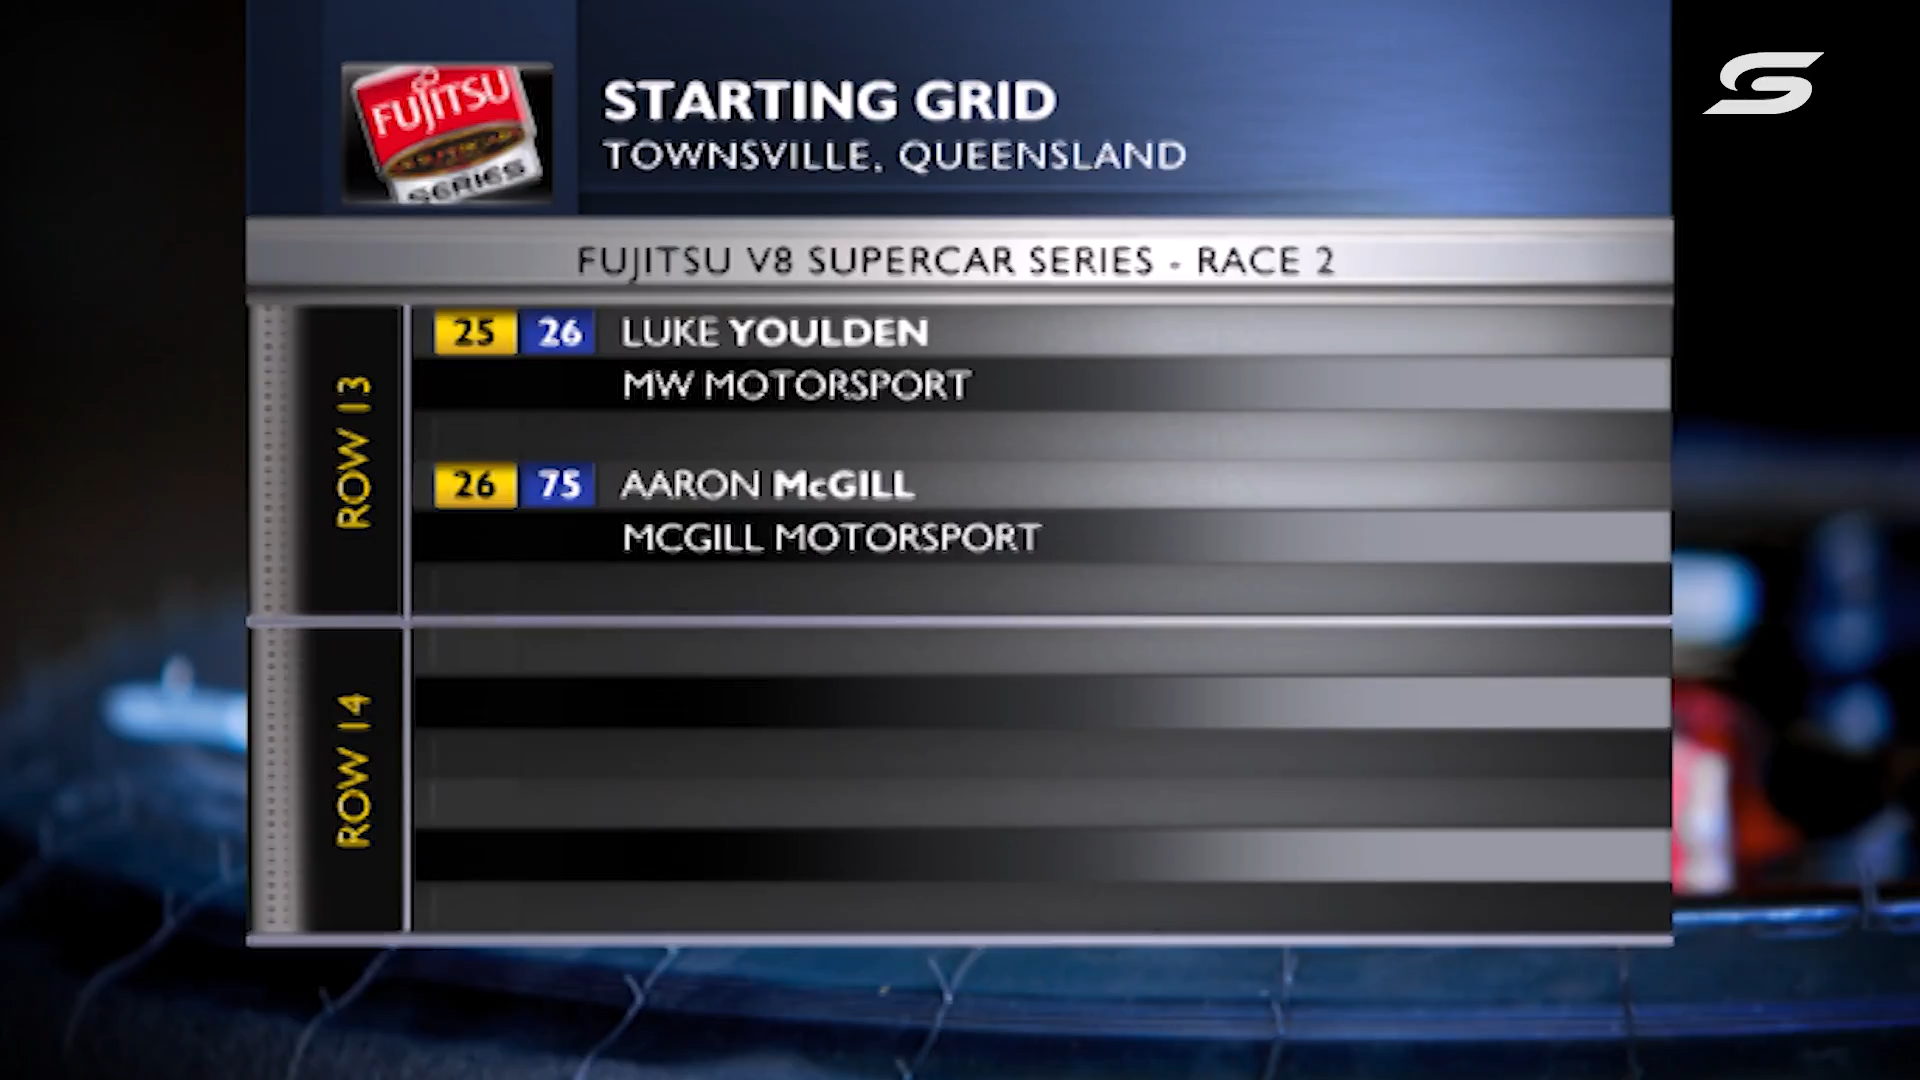 FUJITSU
SERIES
STARTING GRID
TOWNSVILLE, QUEENSLAND
FUJITSU V8 SUPERCAR SERIES - RACE 2
ROW 13
25 26 LUKE YOULDEN
MW MOTORSPORT
26 75 AARON McGILL
MCGILL MOTORSPORT
ROW 14